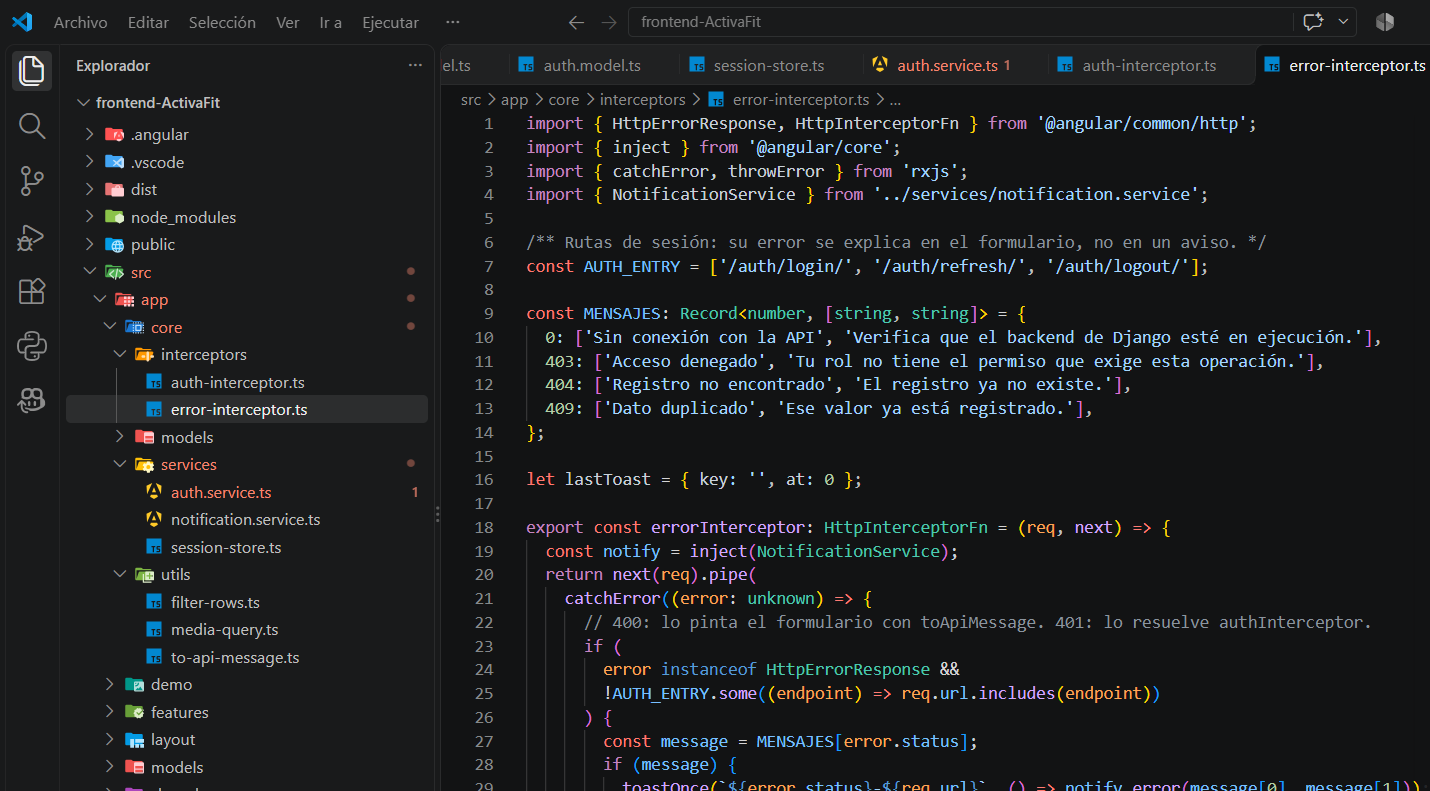 Archivo Editar Selección Ver Ir a Ejecutar ··· frontend-ActivaFit
Explorador ···
frontend-ActivaFit
.angular
.vscode
dist
node_modules
public
src
app
core
interceptors
auth-interceptor.ts
error-interceptor.ts
models
services
auth.service.ts 1
notification.service.ts
session-store.ts
utils
filter-rows.ts
media-query.ts
to-api-message.ts
demo
features
layout
models
el.ts auth.model.ts session-store.ts auth.service.ts 1 auth-interceptor.ts error-interceptor.ts
src > app > core > interceptors > error-interceptor.ts > ...
1 import { HttpErrorResponse, HttpInterceptorFn } from '@angular/common/http';
2 import { inject } from '@angular/core';
3 import { catchError, throwError } from 'rxjs';
4 import { NotificationService } from '../services/notification.service';
5
6 /** Rutas de sesión: su error se explica en el formulario, no en un aviso. */
7 const AUTH_ENTRY = ['/auth/login/', '/auth/refresh/', '/auth/logout/'];
8
9 const MENSAJES: Record<number, [string, string]> = {
10 0: ['Sin conexión con la API', 'Verifica que el backend de Django esté en ejecución.'],
11 403: ['Acceso denegado', 'Tu rol no tiene el permiso que exige esta operación.'],
12 404: ['Registro no encontrado', 'El registro ya no existe.'],
13 409: ['Dato duplicado', 'Ese valor ya está registrado.'],
14 };
15
16 let lastToast = { key: '', at: 0 };
17
18 export const errorInterceptor: HttpInterceptorFn = (req, next) => {
19 const notify = inject(NotificationService);
20 return next(req).pipe(
21 catchError((error: unknown) => {
22 // 400: lo pinta el formulario con toApiMessage. 401: lo resuelve authInterceptor.
23 if (
24 error instanceof HttpErrorResponse &&
25 !AUTH_ENTRY.some((endpoint) => req.url.includes(endpoint))
26 ) {
27 const message = MENSAJES[error.status];
28 if (message) {
29 toastOnce(`${error.status}-${req.url}`, () => notify.error(message[0], message[1]))